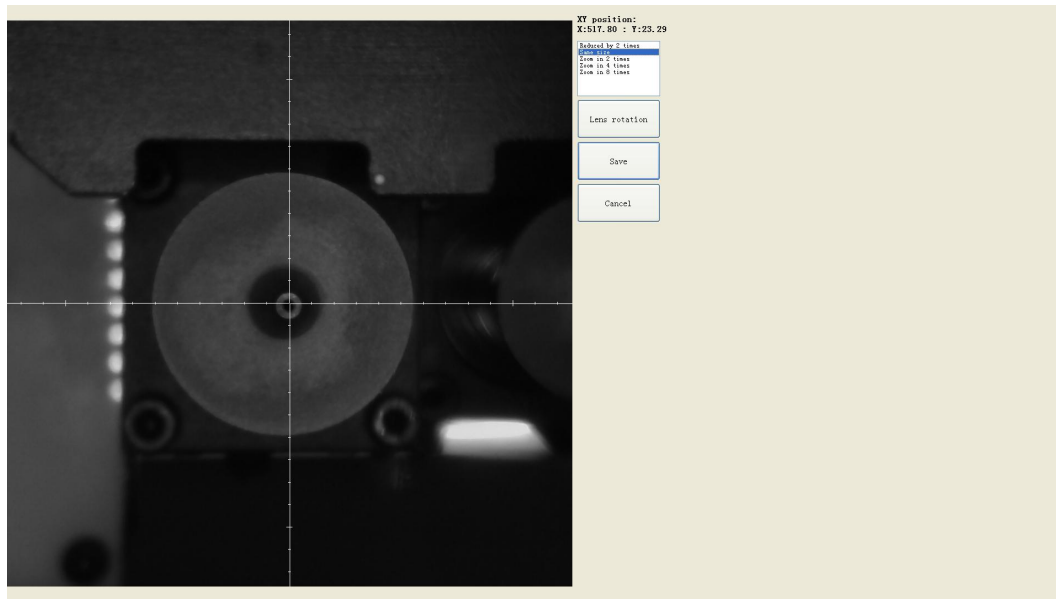 XY position:
X:517.80 : Y:23.29
Reduced by 2 times
Same size
Zoom in 2 times
Zoom in 4 times
Zoom in 8 times
Lens rotation
Save
Cancel